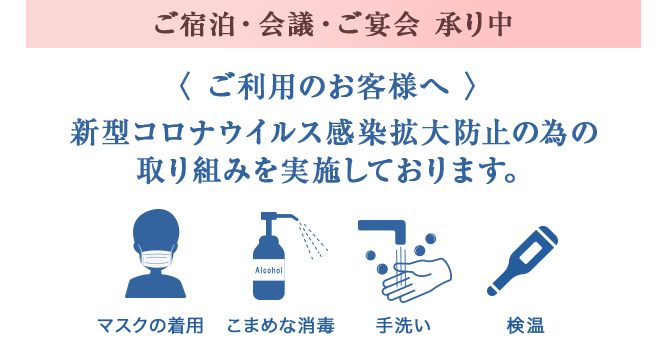 ご宿泊・会議・ご宴会 承り中
〈 ご利用のお客様へ 〉
新型コロナウイルス感染拡大防止の為の
取り組みを実施しております。
Alcohol
マスクの着用 こまめな消毒 手洗い 検温